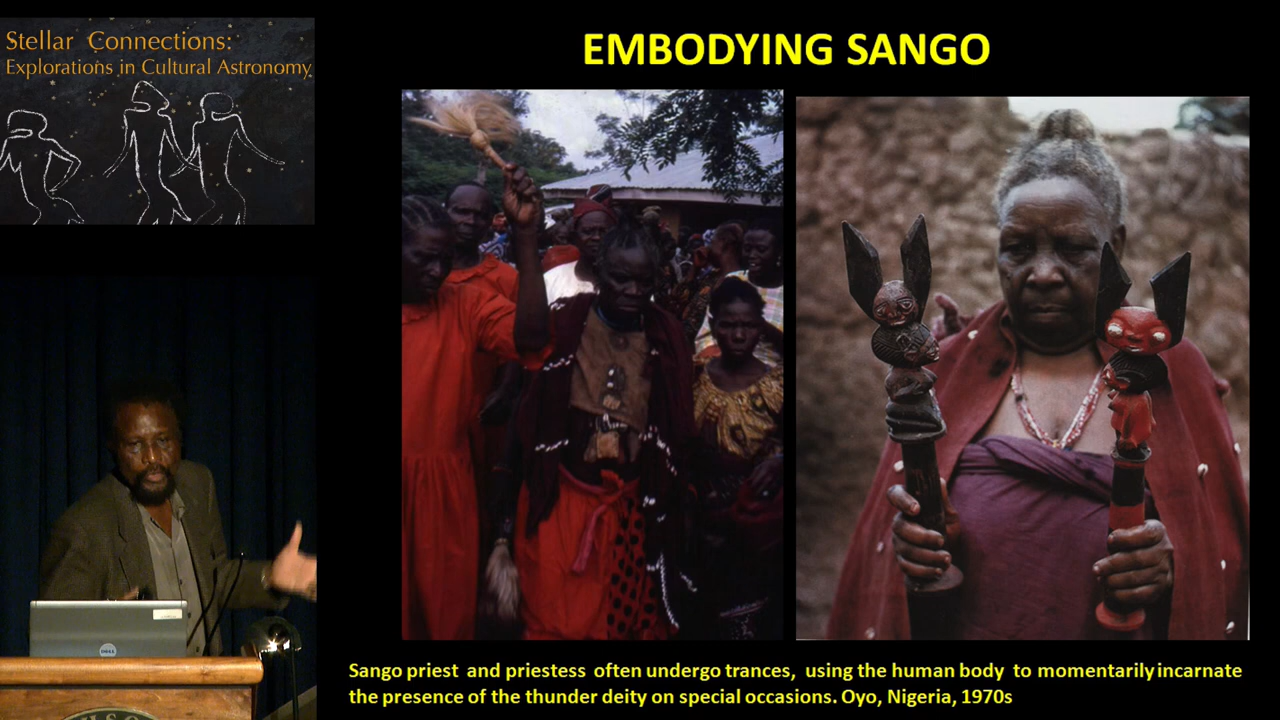 Stellar Connections:
Explorations in Cultural Astronomy
EMBODYING SANGO
Sango priest and priestess often undergo trances, using the human body to momentarily incarnate
the presence of the thunder deity on special occasions. Oyo, Nigeria, 1970s
DELL